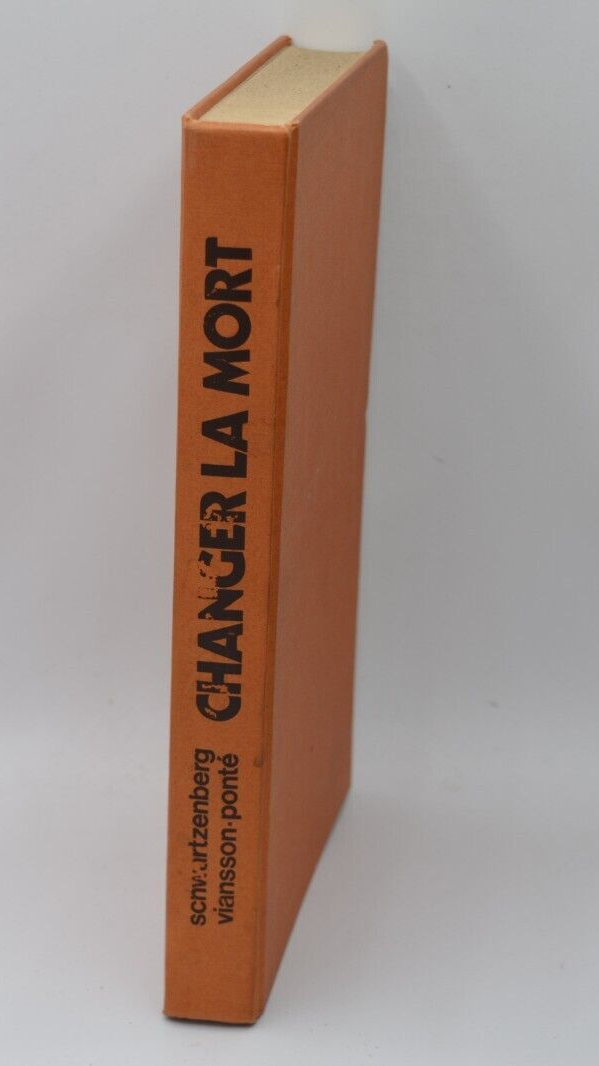 schwartzenberg
viansson-ponté
CHANGER LA MORT